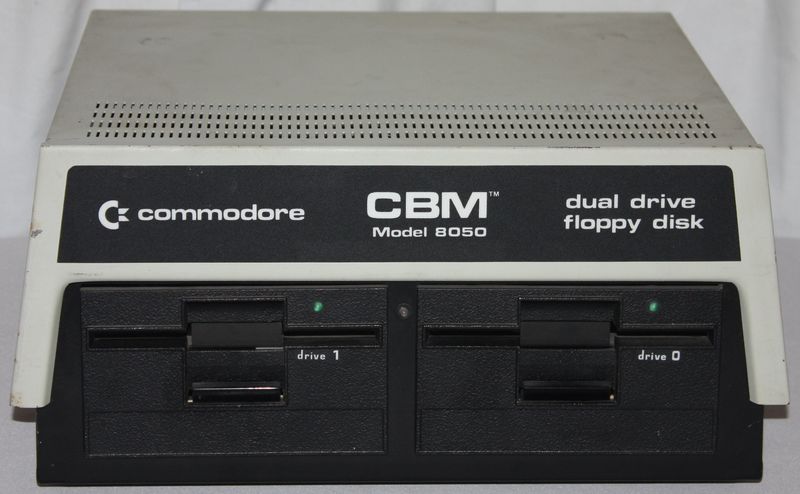 commodore
CBM™
Model 8050
dual drive
floppy disk
drive 1
drive 0